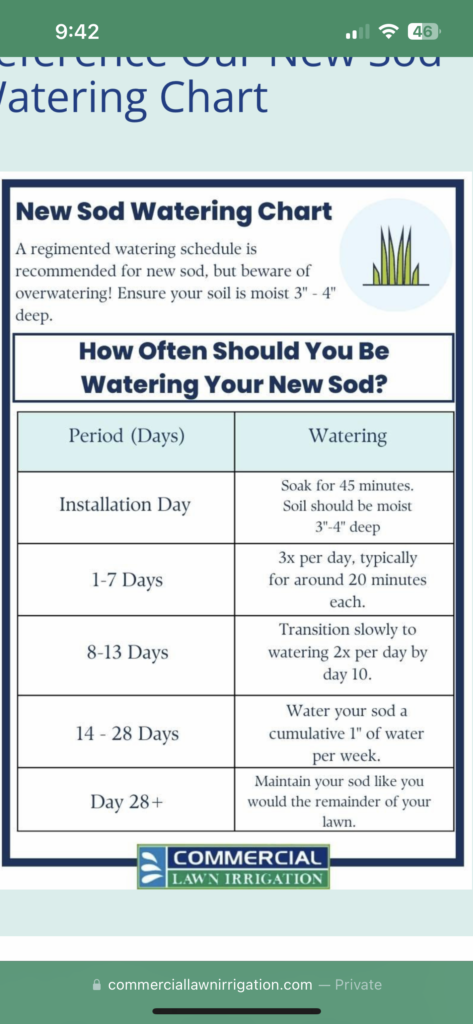 9:42
46
eference Our New Sod
Watering Chart
New Sod Watering Chart
A regimented watering schedule is
recommended for new sod, but beware of
overwatering! Ensure your soil is moist 3" - 4"
deep.
How Often Should You Be
Watering Your New Sod?
Period (Days)
Watering
Installation Day
Soak for 45 minutes.
Soil should be moist
3"-4" deep
1-7 Days
3x per day, typically
for around 20 minutes
each.
8-13 Days
Transition slowly to
watering 2x per day by
day 10.
14 - 28 Days
Water your sod a
cumulative 1" of water
per week.
Day 28+
Maintain your sod like you
would the remainder of your
lawn.
COMMERCIAL
LAWN IRRIGATION
commerciallawnirrigation.com — Private